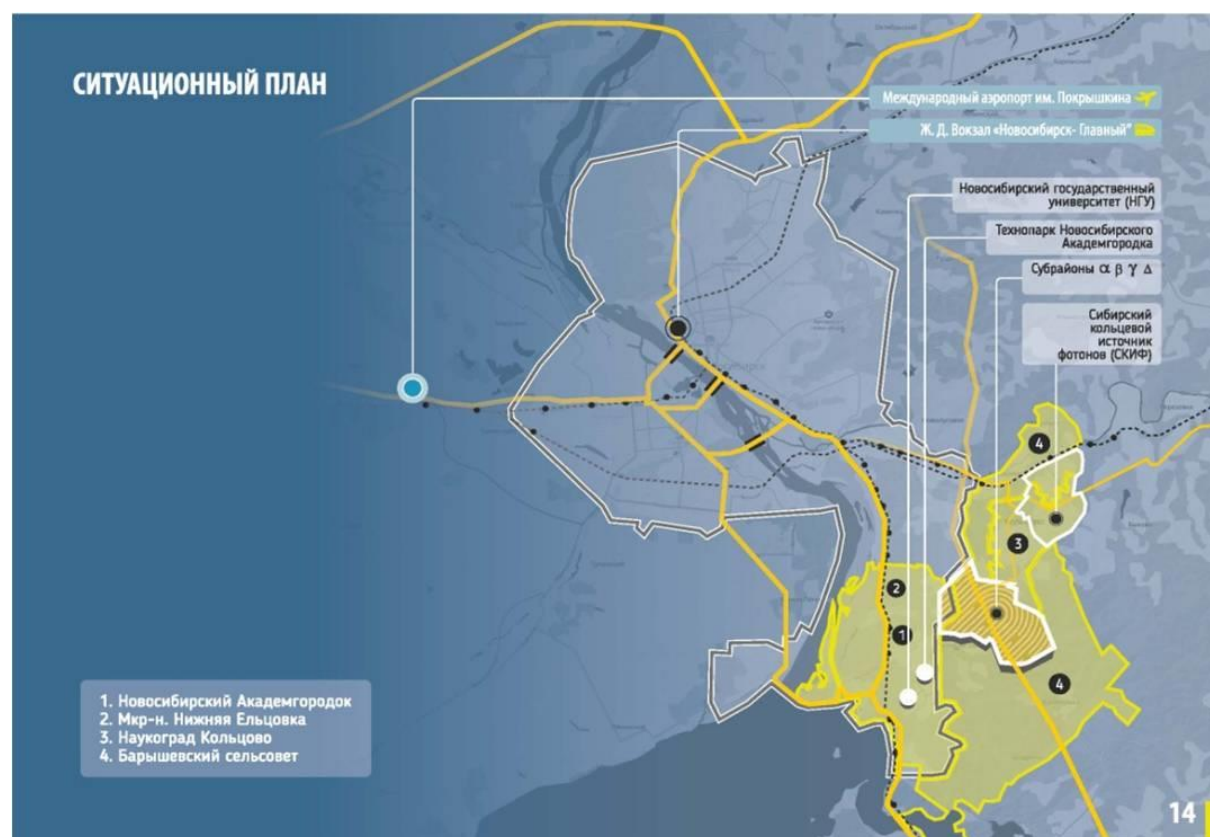 СИТУАЦИОННЫЙ ПЛАН
Международный аэропорт им. Покрышкина
Ж. Д. Вокзал «Новосибирск- Главный"
Новосибирский государственный
университет (НГУ)
Технопарк Новосибирского
Академгородка
Субрайоны α β γ Δ
Сибирский
кольцевой
источник
фотонов (СКИФ)
4
3
2
1
4
1. Новосибирский Академгородок
2. Мкр-н. Нижняя Ельцовка
3. Наукоград Кольцово
4. Барышевский сельсовет
14